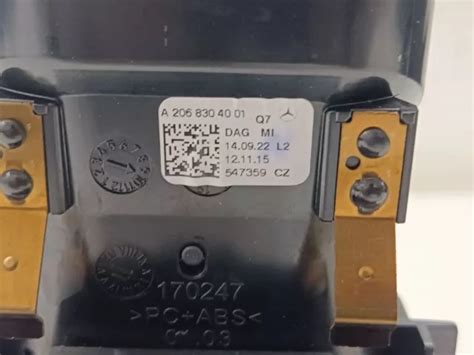 A 206 830 40 01 Q7
DAG MI
14.09.22 L2
12.11.15
547359 CZ
170247
>PC+ABS<